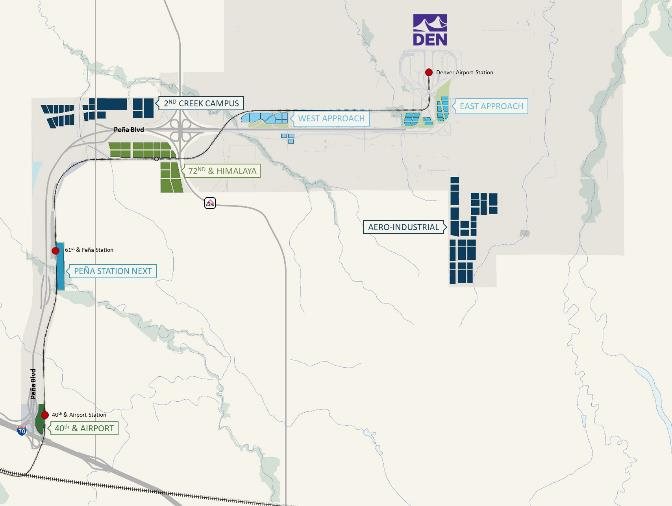 DEN
Denver Airport Station
2ND CREEK CAMPUS
EAST APPROACH
WEST APPROACH
Peña Blvd
72ND & HIMALAYA
AERO-INDUSTRIAL
61st & Peña Station
PEÑA STATION NEXT
Peña Blvd
40th & Airport Station
40th & AIRPORT
70